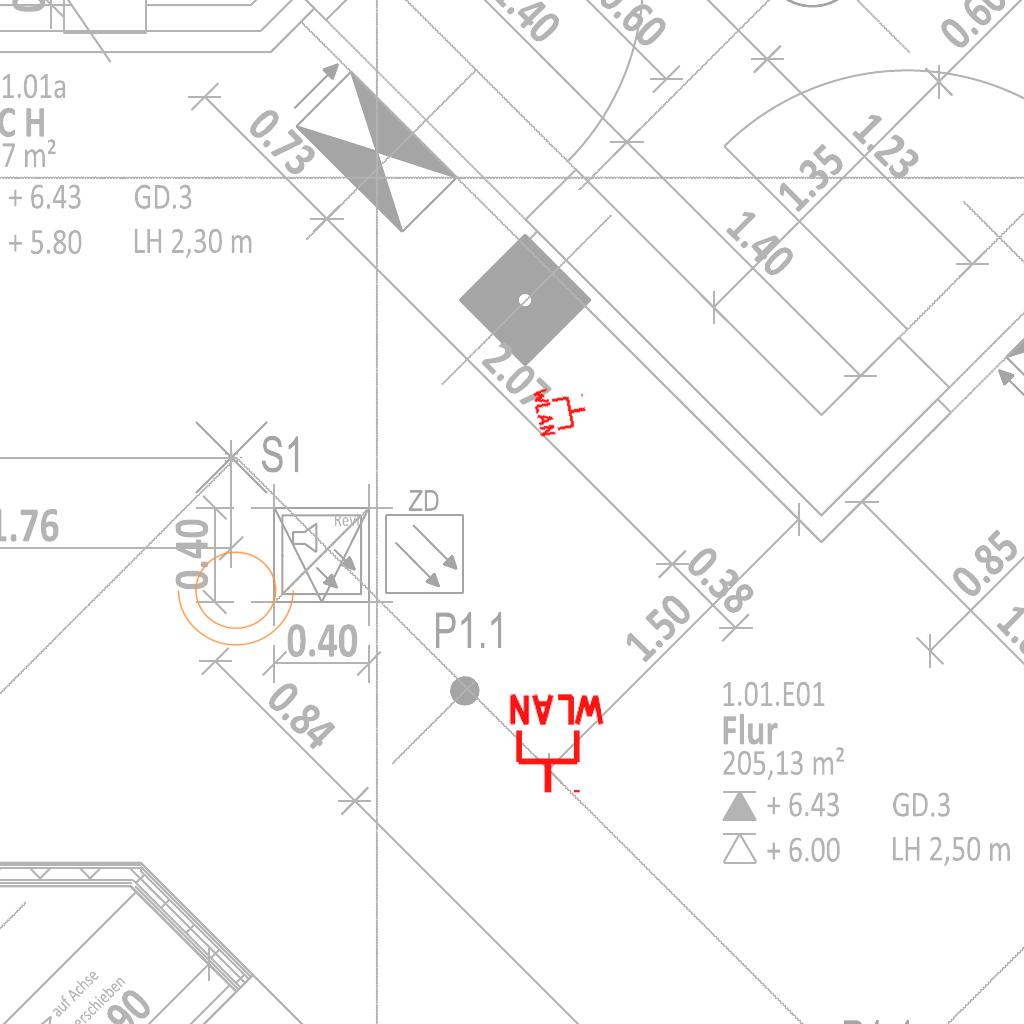 1.40
0.60
0.60
1.01a
C H
7 m²
+ 6.43 GD.3
+ 5.80 LH 2,30 m
0.73
1.23
1.35
1.40
2.07
WLAN
S1
ZD
1.76
0.40
0.40
P1.1
0.38
1.50
0.85
0.84
WLAN
1.01.E01
Flur
205,13 m²
+ 6.43 GD.3
+ 6.00 LH 2,50 m
auf Achse
90